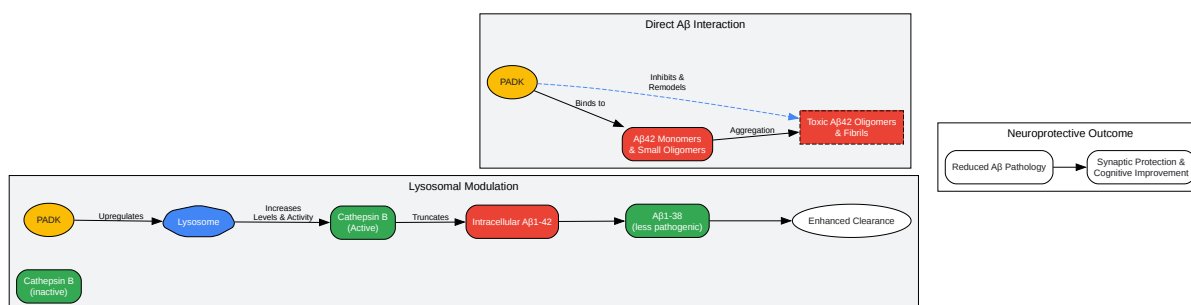 Direct Aβ Interaction
PADK
Inhibits &
Remodels
Binds to
Aβ42 Monomers
& Small Oligomers
Aggregation
Toxic Aβ42 Oligomers
& Fibrils
Neuroprotective Outcome
Reduced Aβ Pathology
Synaptic Protection &
Cognitive Improvement
Lysosomal Modulation
PADK
Upregulates
Lysosome
Increases
Levels & Activity
Cathepsin B
(Active)
Truncates
Intracellular Aβ1-42
Aβ1-38
(less pathogenic)
Enhanced Clearance
Cathepsin B
(inactive)